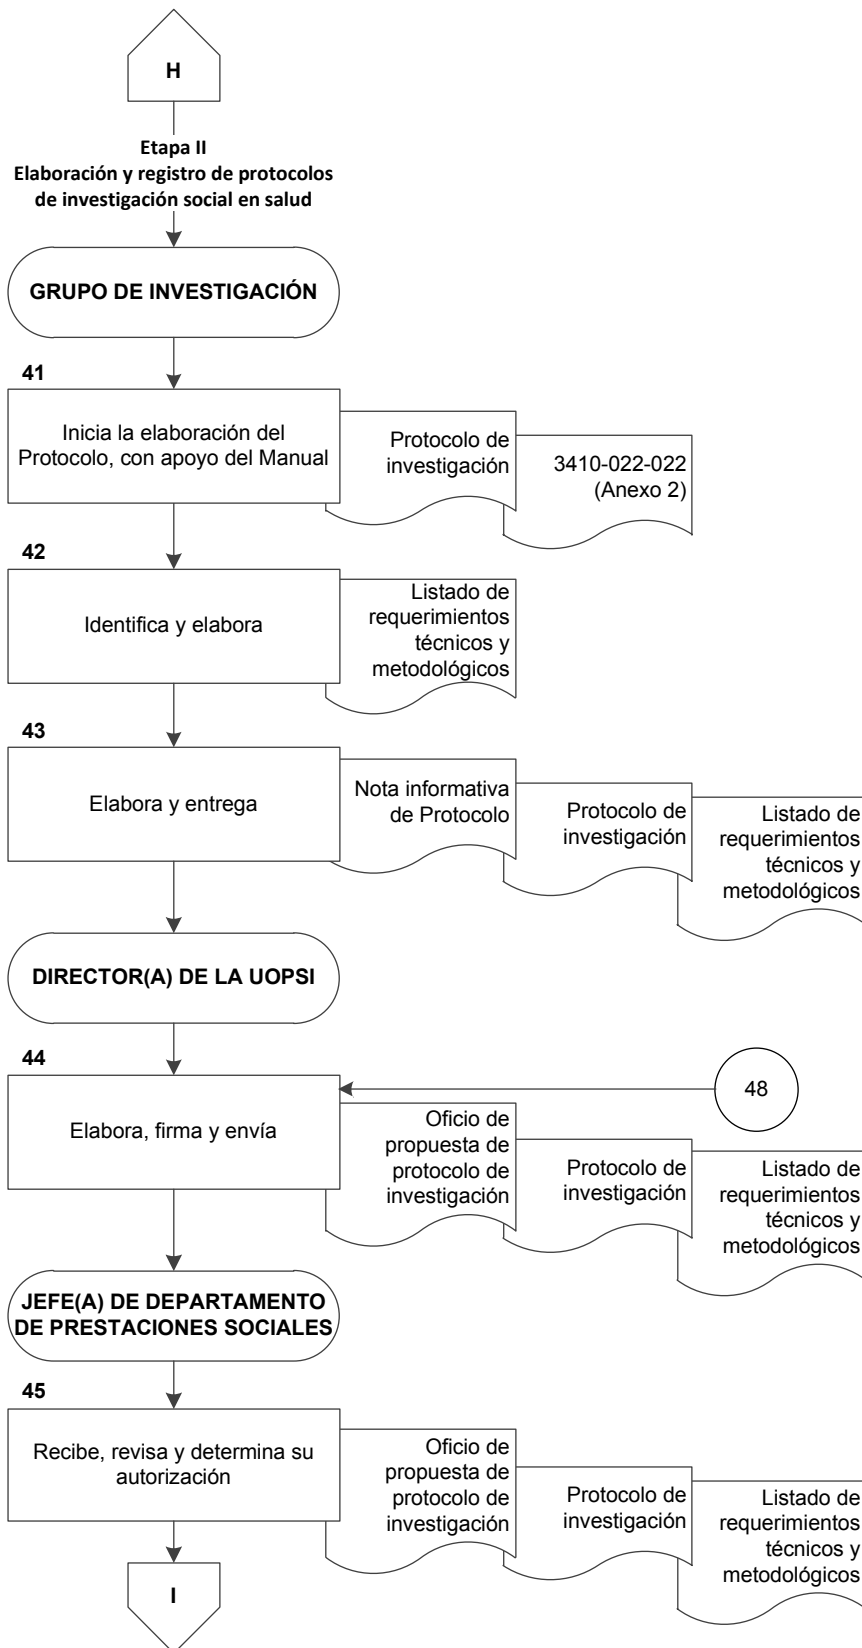 H
Etapa II
Elaboración y registro de protocolos
de investigación social en salud
GRUPO DE INVESTIGACIÓN
41
Inicia la elaboración del
Protocolo, con apoyo del Manual
Protocolo de
investigación
3410-022-022
(Anexo 2)
42
Identifica y elabora
Listado de
requerimientos
técnicos y
metodológicos
43
Elabora y entrega
Nota informativa
de Protocolo
Protocolo de
investigación
Listado de
requerimientos
técnicos y
metodológicos
DIRECTOR(A) DE LA UOPSI
44
Elabora, firma y envía
48
Oficio de
propuesta de
protocolo de
investigación
Protocolo de
investigación
Listado de
requerimientos
técnicos y
metodológicos
JEFE(A) DE DEPARTAMENTO
DE PRESTACIONES SOCIALES
45
Recibe, revisa y determina su
autorización
Oficio de
propuesta de
protocolo de
investigación
Protocolo de
investigación
Listado de
requerimientos
técnicos y
metodológicos
I